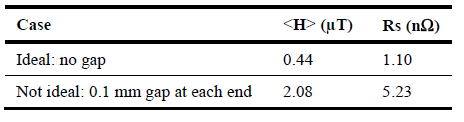 Case <H> (μT) Rs (nΩ)
Ideal: no gap 0.44 1.10
Not ideal: 0.1 mm gap at each end 2.08 5.23